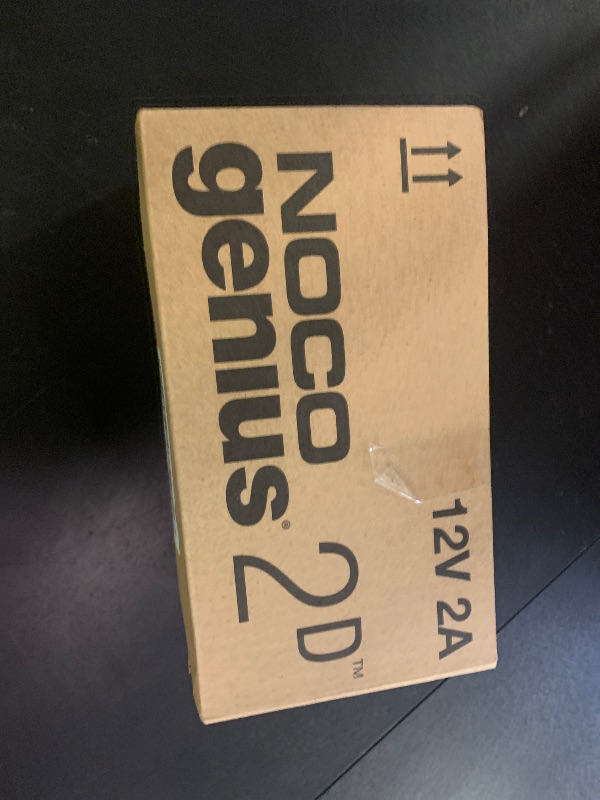 12V 2A
NOCO
genius® 2D™